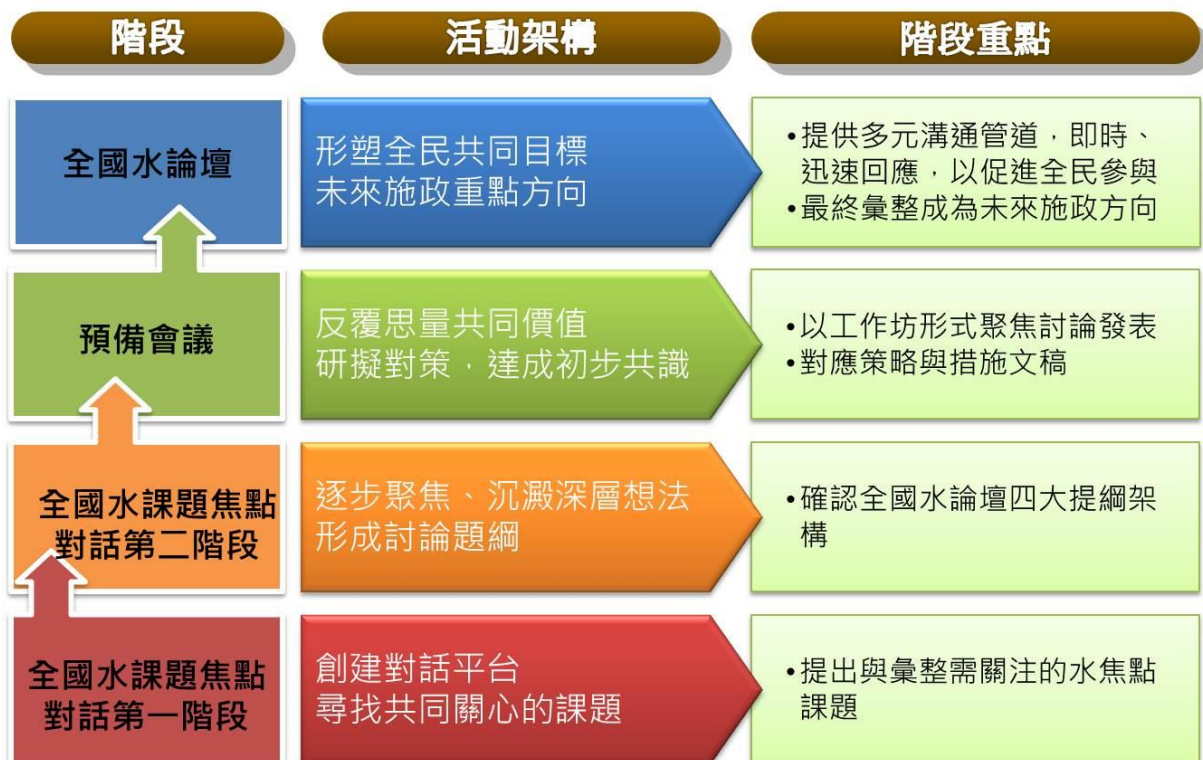 階段
活動架構
階段重點
全國水論壇
形塑全民共同目標
未來施政重點方向
•提供多元溝通管道，即時、
迅速回應，以促進全民參與
•最終彙整成為未來施政方向
預備會議
反覆思量共同價值
研擬對策，達成初步共識
•以工作坊形式聚焦討論發表
•對應策略與措施文稿
全國水課題焦點
對話第二階段
逐步聚焦、沉澱深層想法
形成討論題綱
•確認全國水論壇四大提綱架
構
全國水課題焦點
對話第一階段
創建對話平台
尋找共同關心的課題
•提出與彙整需關注的水焦點
課題